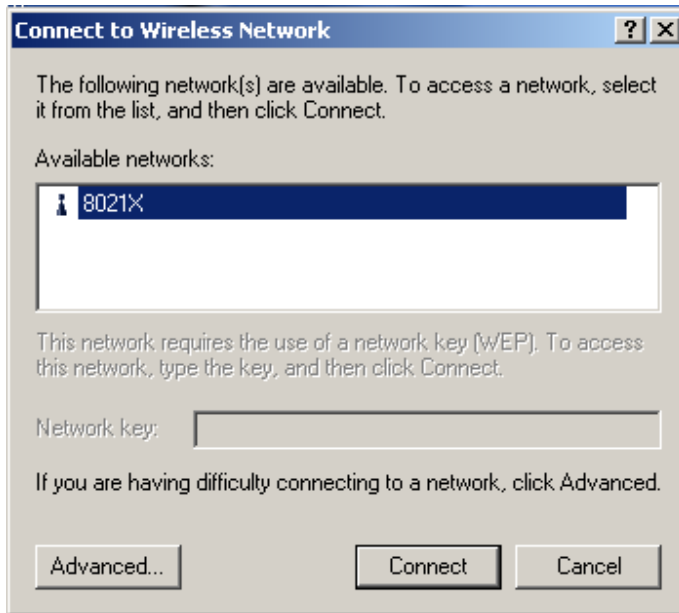 Connect to Wireless Network
The following network(s) are available. To access a network, select
it from the list, and then click Connect.
Available networks:
8021X
This network requires the use of a network key (WEP). To access
this network, type the key, and then click Connect.
Network key:
If you are having difficulty connecting to a network, click Advanced.
Advanced... Connect Cancel